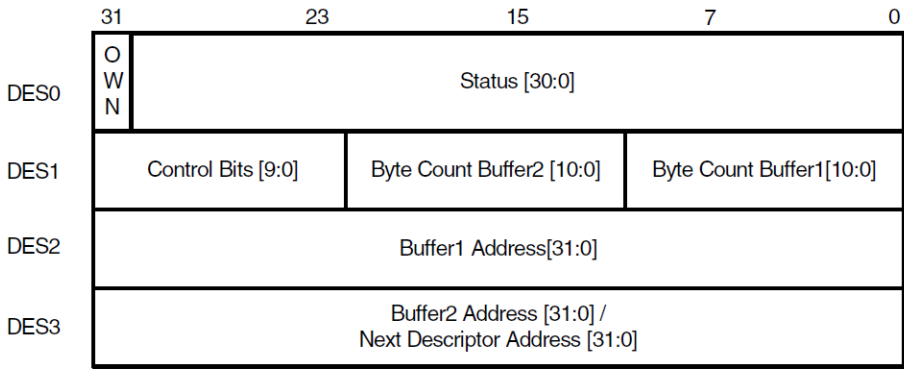 31 23 15 7 0
O
W
N
DES0 Status [30:0]
DES1 Control Bits [9:0] Byte Count Buffer2 [10:0] Byte Count Buffer1[10:0]
DES2 Buffer1 Address[31:0]
DES3 Buffer2 Address [31:0] /
Next Descriptor Address [31:0]